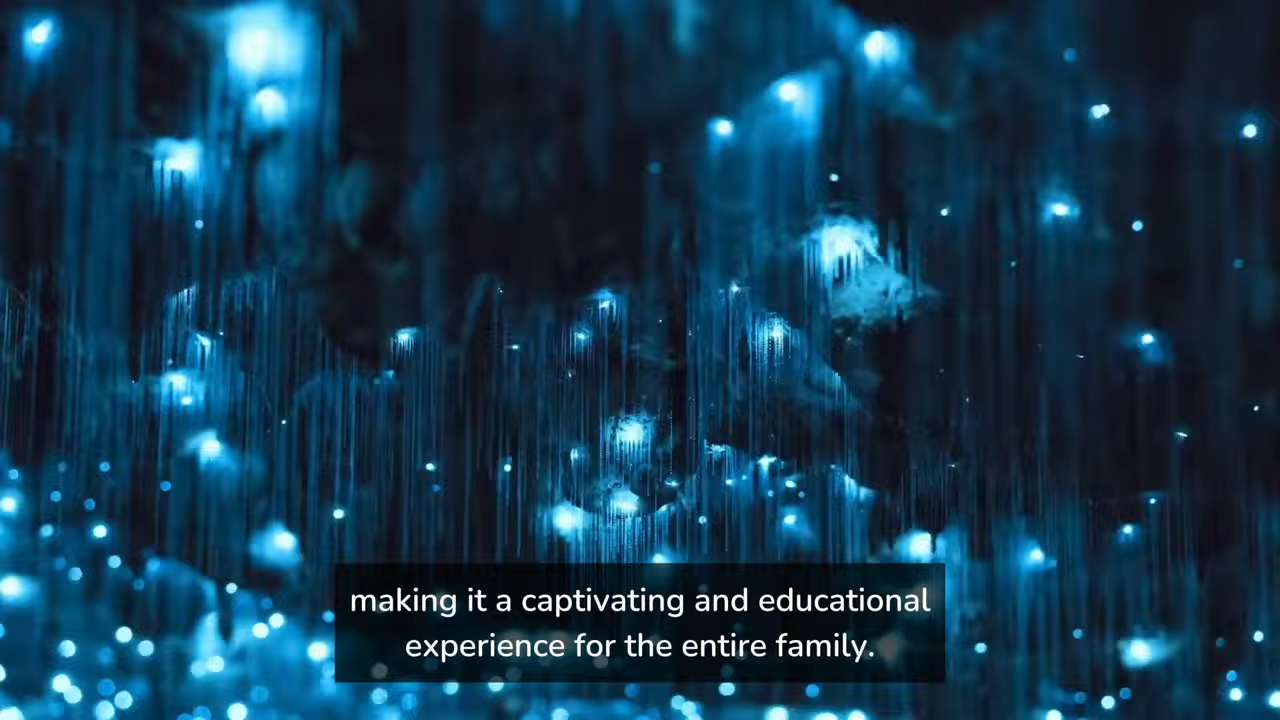 making it a captivating and educational
experience for the entire family.